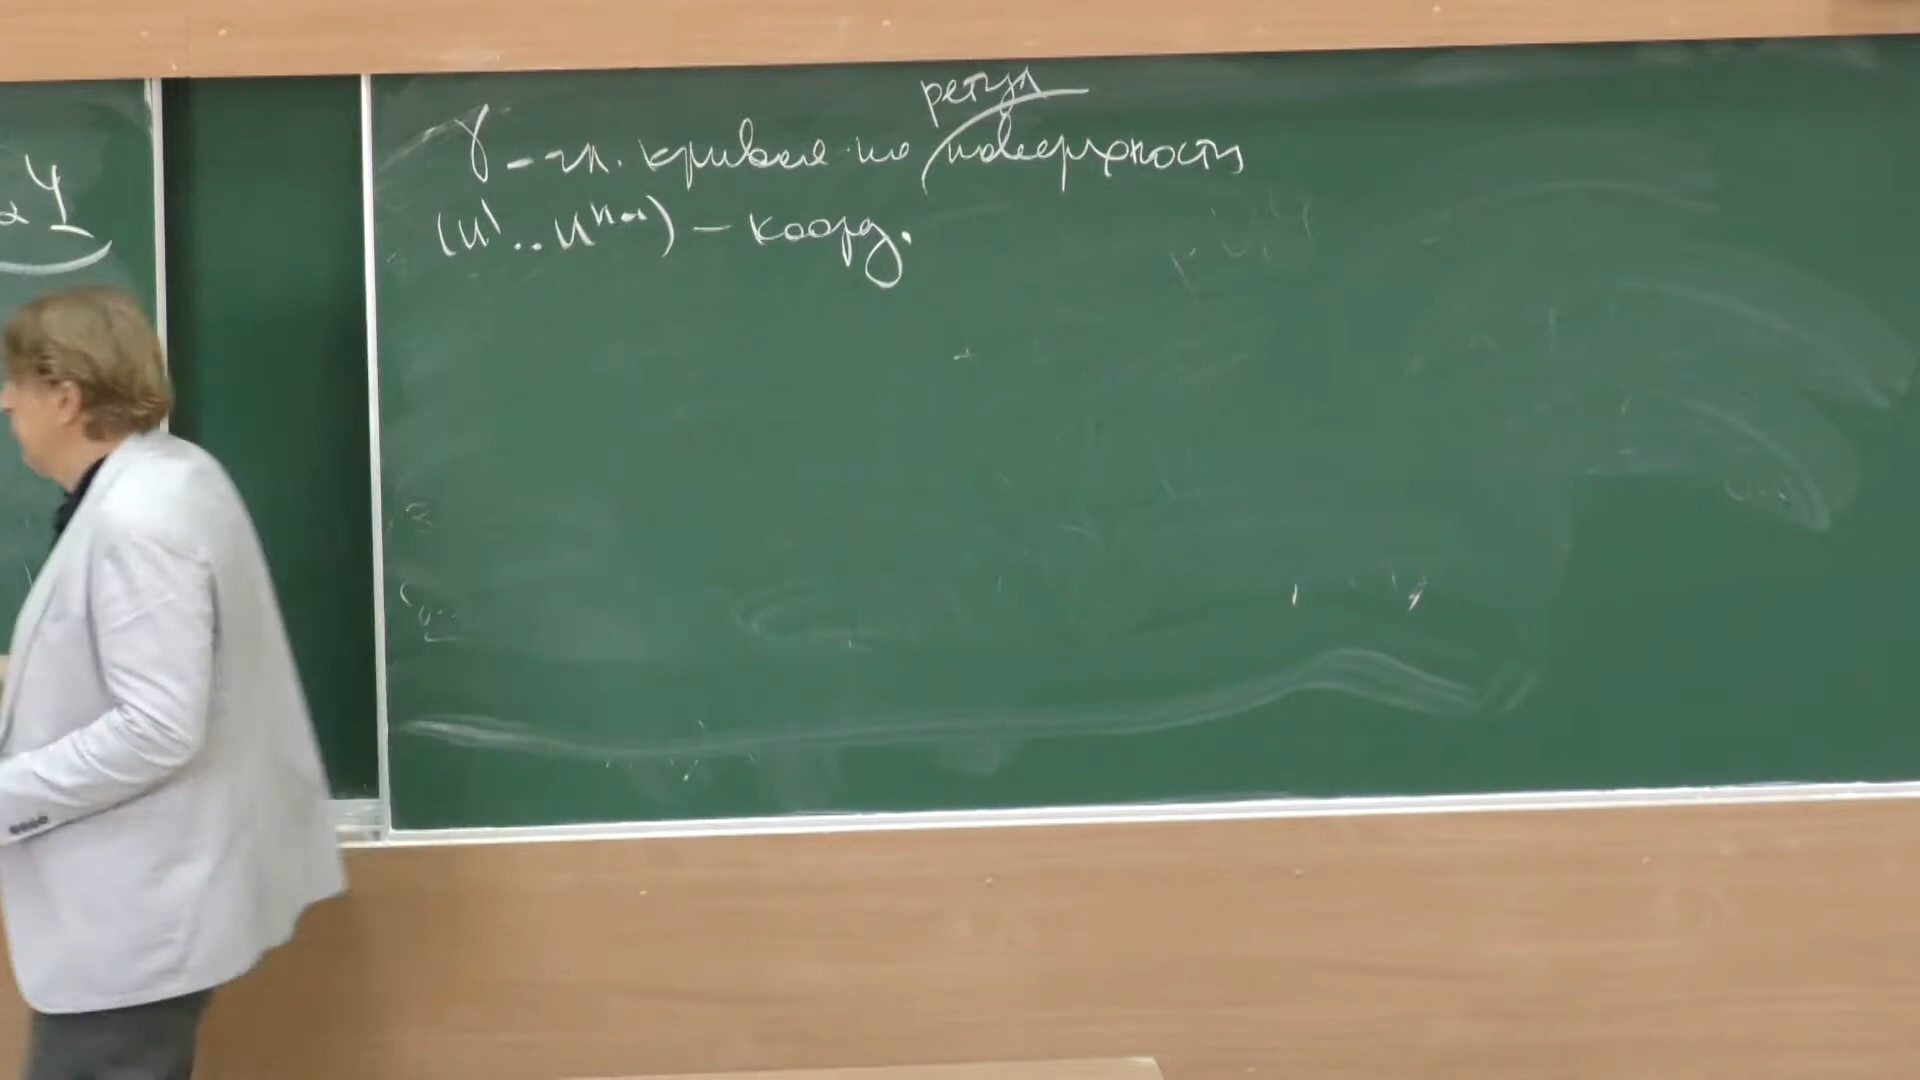 регул
γ – гл. кривая на поверхности
(u¹..uⁿ⁻¹) – коорд.